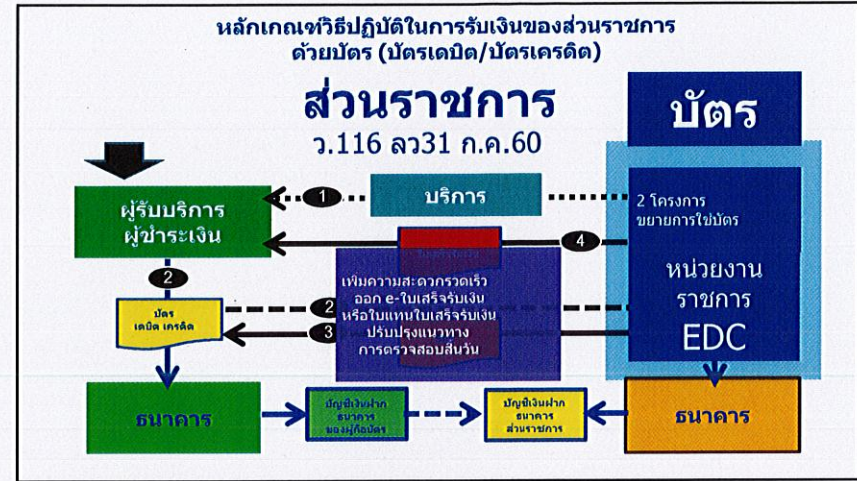 หลักเกณฑ์วิธีปฏิบัติในการรับเงินของส่วนราชการ
ด้วยบัตร (บัตรเดบิต/บัตรเครดิต)
ส่วนราชการ
ว.116 ลว31 ก.ค.60
บัตร
ผู้รับบริการ
ผู้ชำระเงิน
1
บริการ
2 โครงการ
ขยายการใช้บัตร
4
หน่วยงาน
ราชการ
EDC
2
บัตร
เดบิต เครดิต
2
3
เพิ่มความสะดวกรวดเร็ว
ออก e-ใบเสร็จรับเงิน
หรือใบแทนใบเสร็จรับเงิน
ปรับปรุงแนวทาง
การตรวจสอบสิ้นวัน
ธนาคาร
บัญชีเงินฝาก
ธนาคาร
ของผู้ถือบัตร
บัญชีเงินฝาก
ธนาคาร
ส่วนราชการ
ธนาคาร